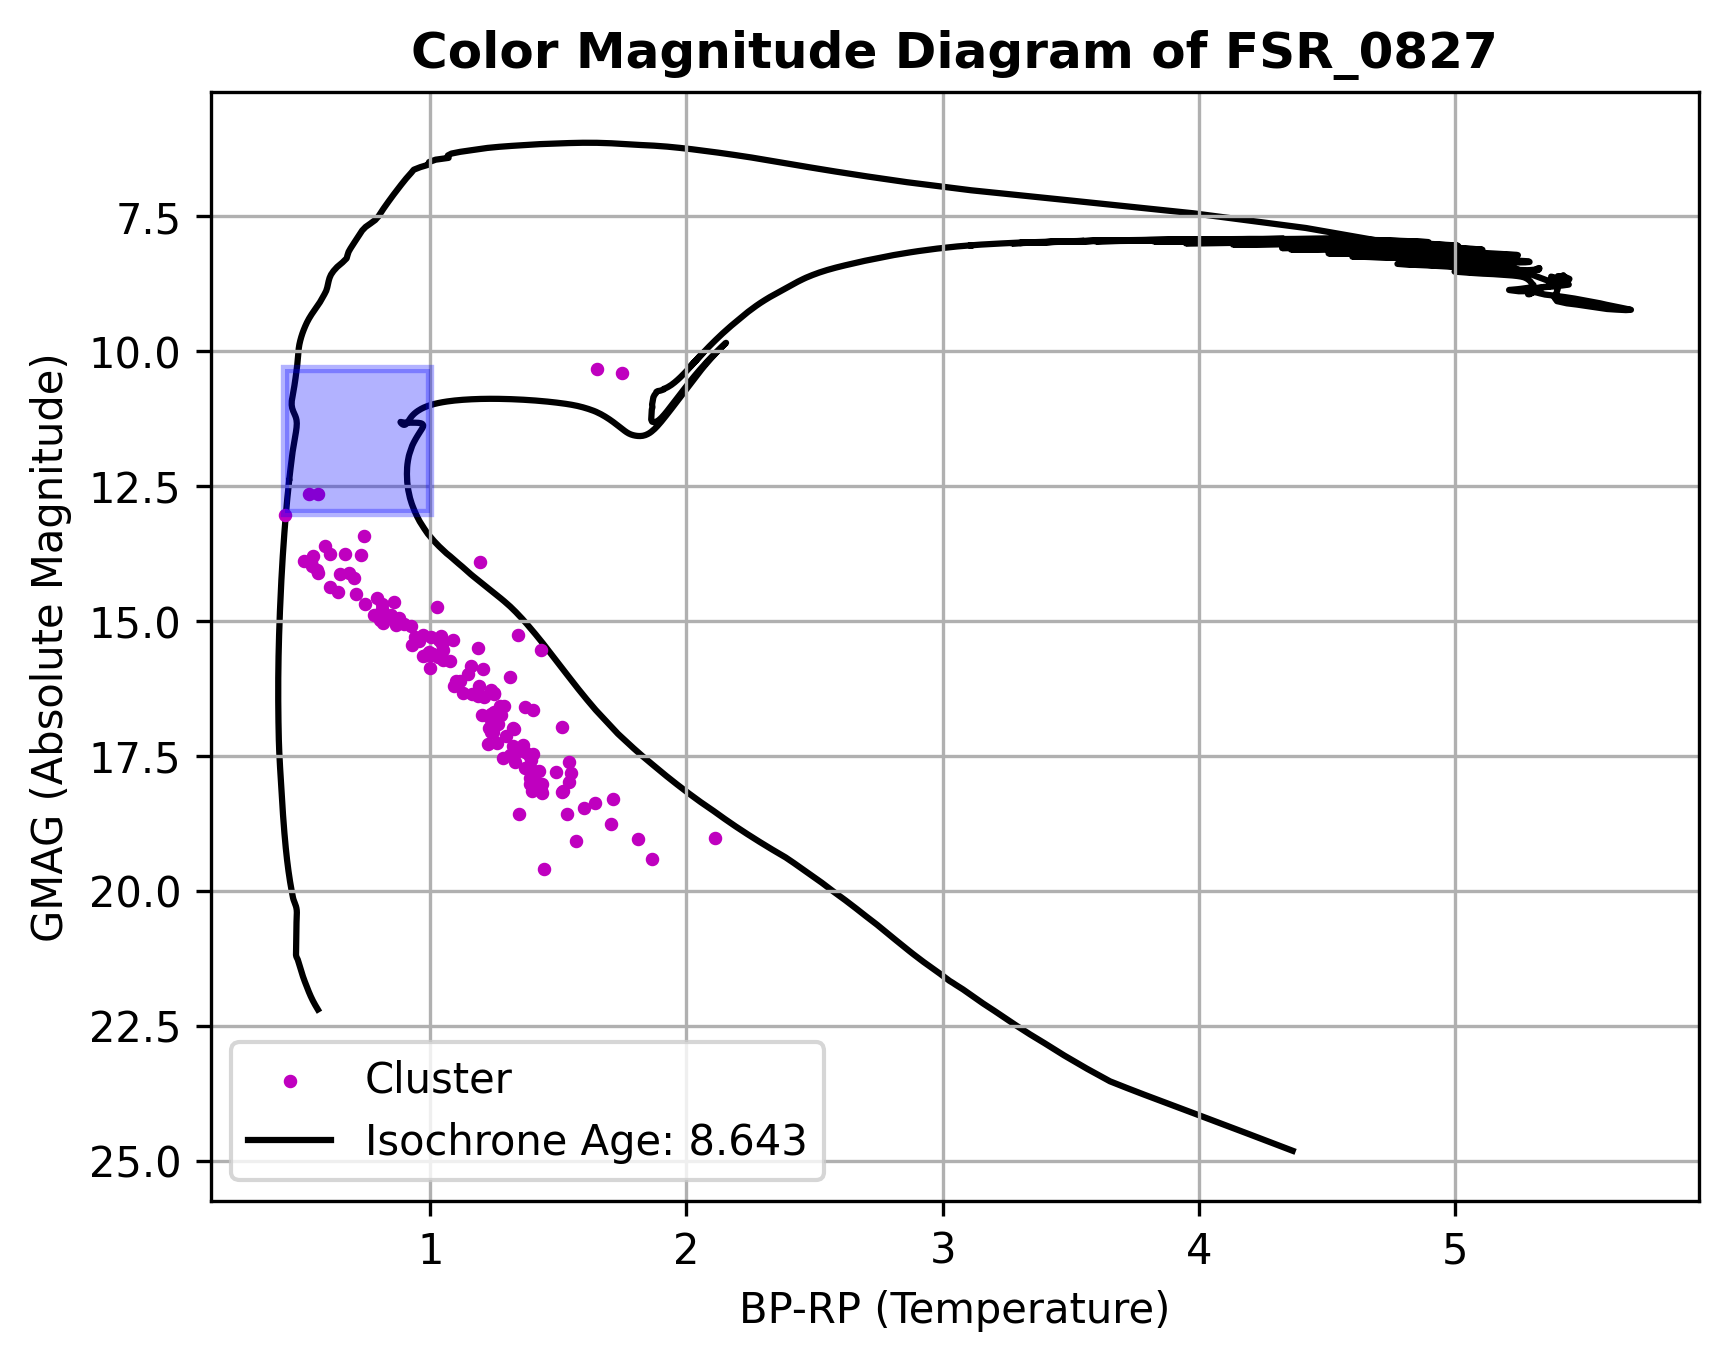 Color Magnitude Diagram of FSR_0827
GMAG (Absolute Magnitude)
7.5
10.0
12.5
15.0
17.5
20.0
22.5
25.0
Cluster
Isochrone Age: 8.643
1 2 3 4 5
BP-RP (Temperature)